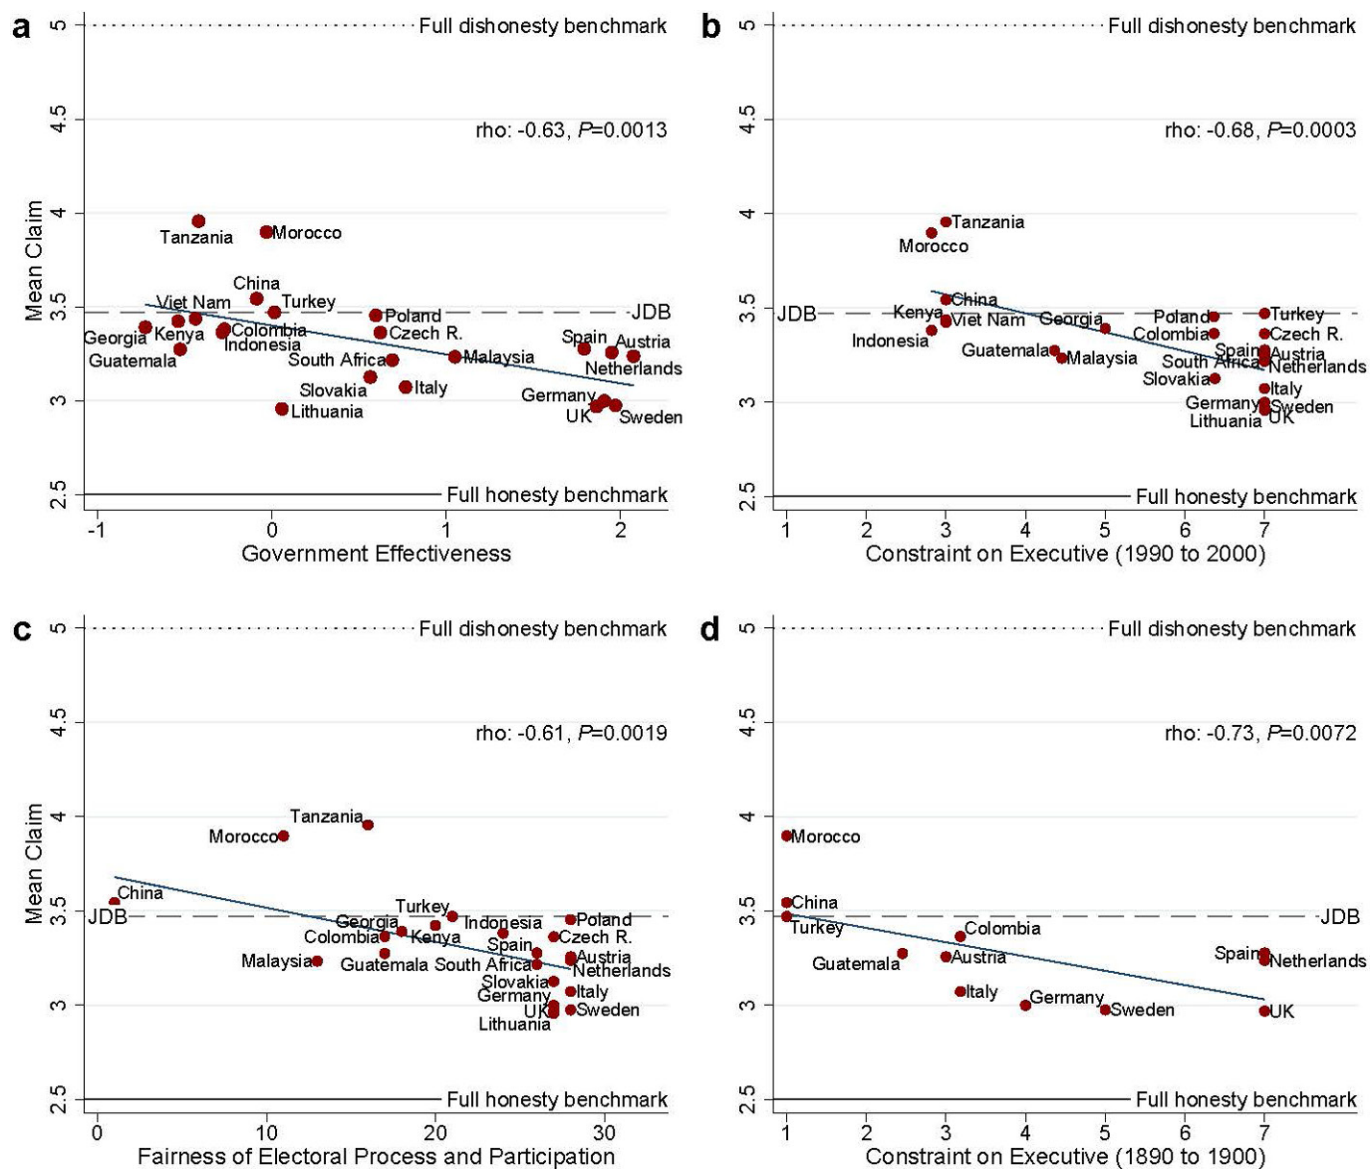 a
Full dishonesty benchmark
rho: -0.63, P=0.0013
Mean Claim
5
4.5
4
3.5
3
2.5
Tanzania
Morocco
China
Viet Nam
Turkey
JDB
Georgia
Kenya
Colombia
Indonesia
Guatemala
Poland
Czech R.
South Africa
Malaysia
Slovakia
Italy
Lithuania
Spain
Austria
Netherlands
Germany
UK
Sweden
Full honesty benchmark
-1 0 1 2
Government Effectiveness
b
Full dishonesty benchmark
rho: -0.68, P=0.0003
5
4.5
4
3.5
3
2.5
Tanzania
Morocco
China
JDB
Kenya
Viet Nam
Indonesia
Georgia
Guatemala
Malaysia
Poland
Turkey
Colombia
Czech R.
Spain
Austria
South Africa
Netherlands
Slovakia
Italy
Germany
Sweden
Lithuania
UK
Full honesty benchmark
1 2 3 4 5 6 7
Constraint on Executive (1990 to 2000)
c
Full dishonesty benchmark
rho: -0.61, P=0.0019
Mean Claim
5
4.5
4
3.5
3
2.5
Tanzania
Morocco
China
JDB
Turkey
Georgia
Indonesia
Poland
Colombia
Kenya
Czech R.
Spain
Malaysia
Guatemala
South Africa
Austria
Netherlands
Slovakia
Italy
Germany
UK
Sweden
Lithuania
Full honesty benchmark
0 10 20 30
Fairness of Electoral Process and Participation
d
Full dishonesty benchmark
rho: -0.73, P=0.0072
5
4.5
4
3.5
3
2.5
Morocco
China
JDB
Turkey
Colombia
Guatemala
Austria
Spain
Netherlands
Italy
Germany
Sweden
UK
Full honesty benchmark
1 2 3 4 5 6 7
Constraint on Executive (1890 to 1900)